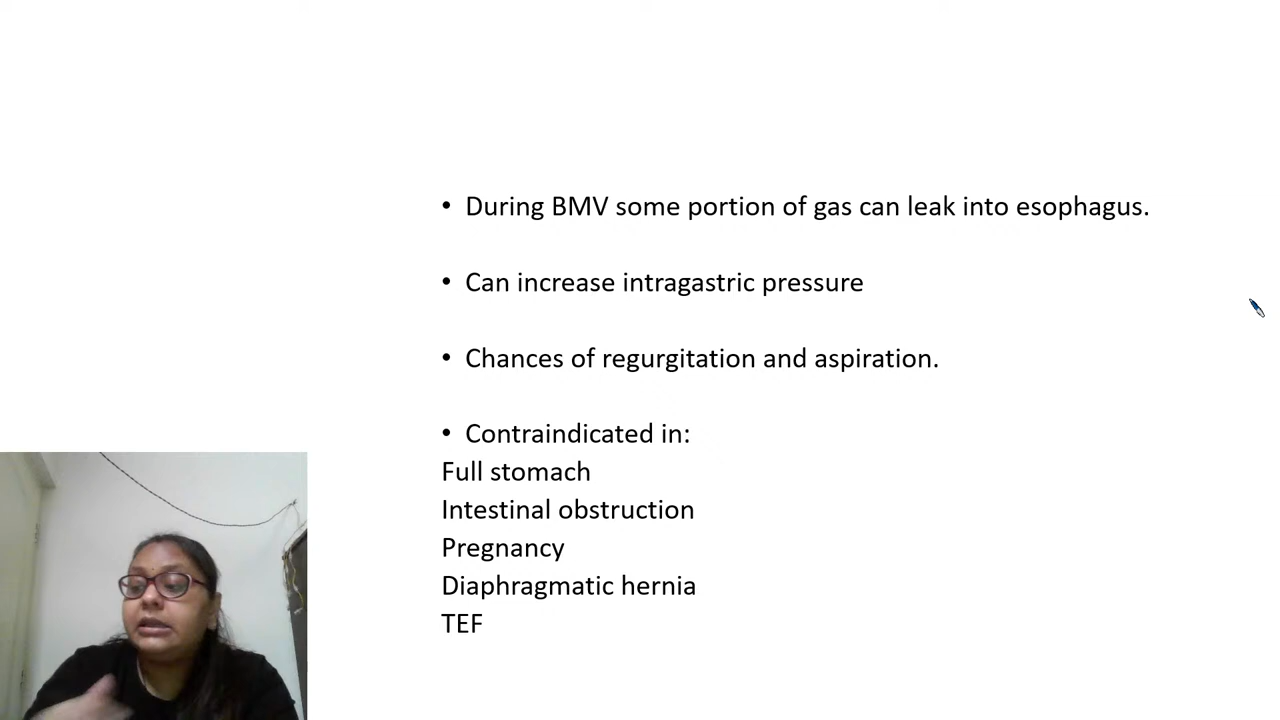 • During BMV some portion of gas can leak into esophagus.
• Can increase intragastric pressure
• Chances of regurgitation and aspiration.
• Contraindicated in:
Full stomach
Intestinal obstruction
Pregnancy
Diaphragmatic hernia
TEF